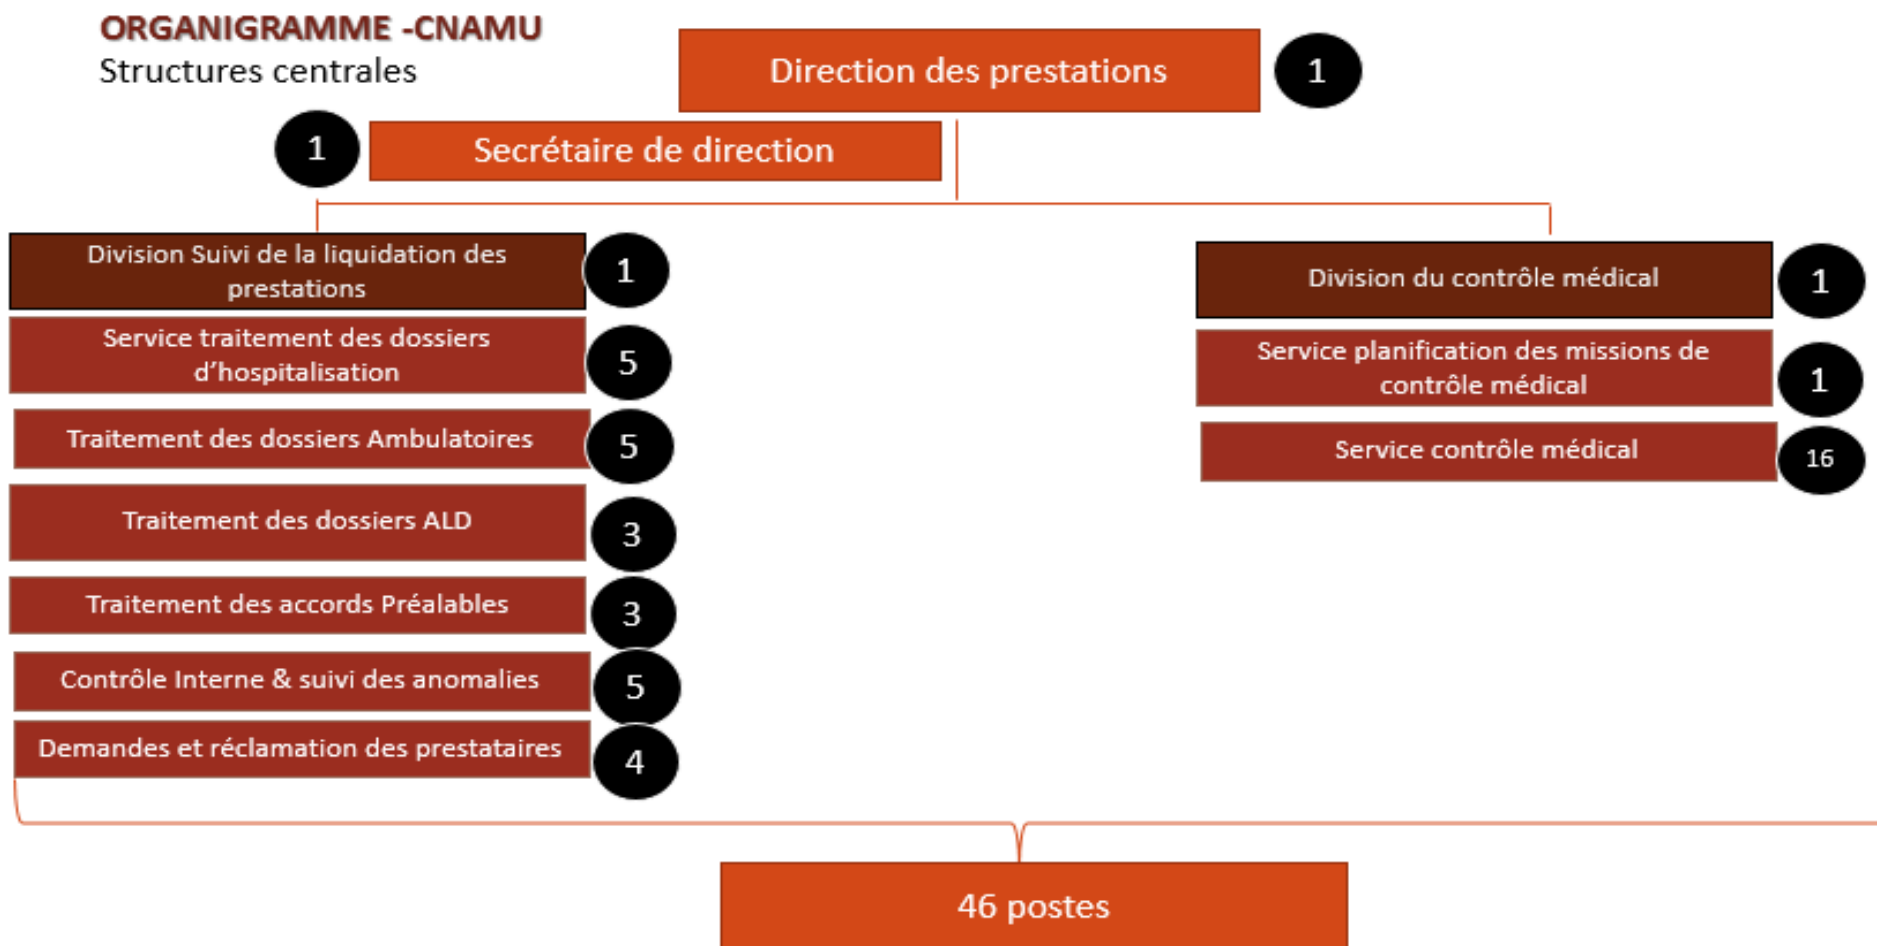 ORGANIGRAMME -CNAMU
Structures centrales
Direction des prestations
1
1
Secrétaire de direction
Division Suivi de la liquidation des
prestations
1
Service traitement des dossiers
d’hospitalisation
5
Traitement des dossiers Ambulatoires
5
Traitement des dossiers ALD
3
Traitement des accords Préalables
3
Contrôle Interne & suivi des anomalies
5
Demandes et réclamation des prestataires
4
Division du contrôle médical
1
Service planification des missions de
contrôle médical
1
Service contrôle médical
16
46 postes